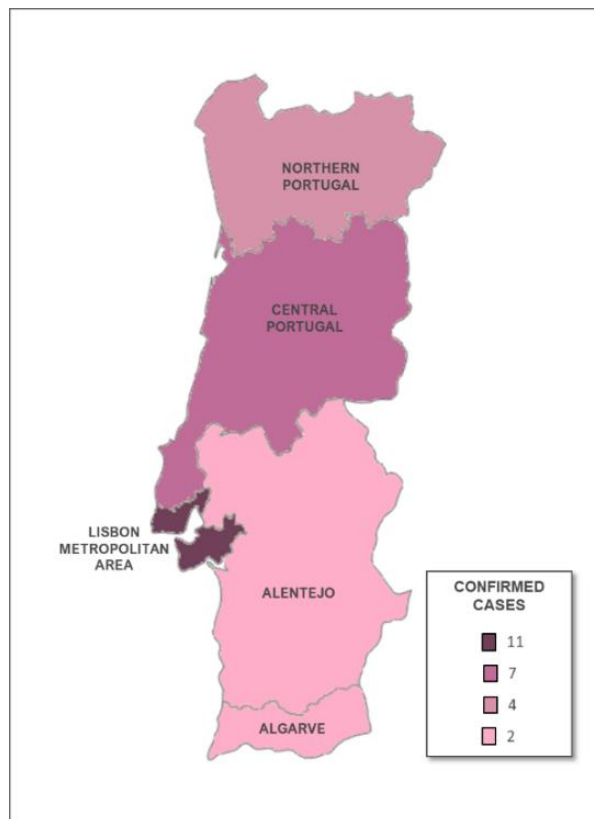 NORTHERN
PORTUGAL
CENTRAL
PORTUGAL
LISBON
METROPOLITAN
AREA
ALENTEJO
ALGARVE
CONFIRMED
CASES
11
7
4
2